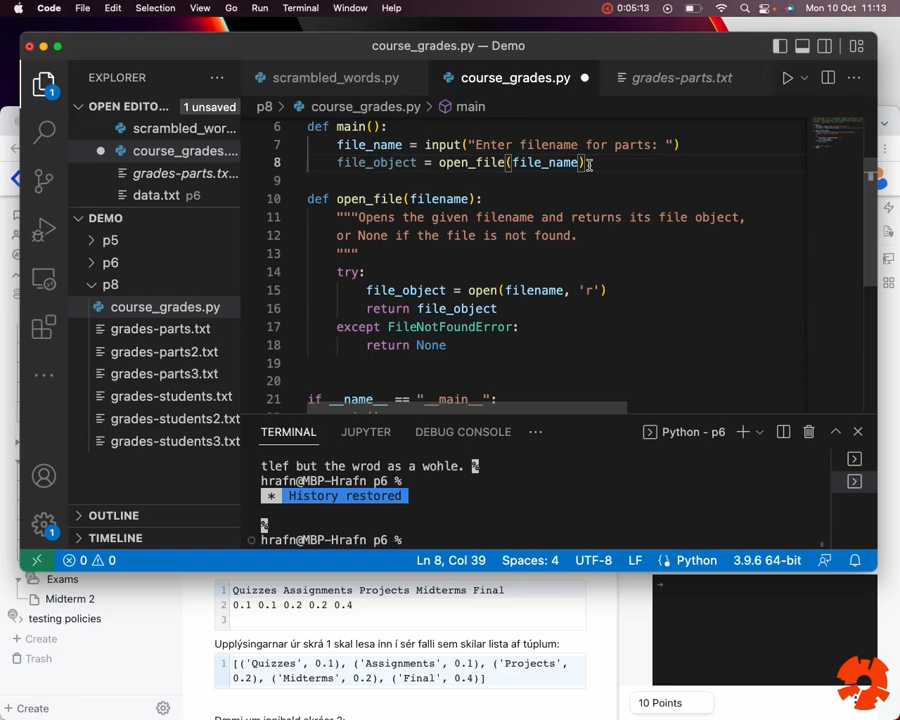 Code File Edit Selection View Go Run Terminal Window Help 00:05:13 Mon 10 Oct 11:13
course_grades.py — Demo
EXPLORER ···
scrambled_words.py course_grades.py grades-parts.txt ···
OPEN EDITO... 1 unsaved
p8 > course_grades.py > main
scrambled_wor...
course_grades....
grades-parts.tx...
data.txt p6
DEMO
p5
p6
p8
course_grades.py
grades-parts.txt
grades-parts2.txt
grades-parts3.txt
grades-students.txt
grades-students2.txt
grades-students3.txt
OUTLINE
TIMELINE
1
1
6 def main():
7 file_name = input("Enter filename for parts: ")
8 file_object = open_file(file_name)
9
10 def open_file(filename):
11 """Opens the given filename and returns its file object,
12 or None if the file is not found.
13 """
14 try:
15 file_object = open(filename, 'r')
16 return file_object
17 except FileNotFoundError:
18 return None
19
20
21 if __name__ == "__main__":
TERMINAL JUPYTER DEBUG CONSOLE ··· Python - p6
tlef but the wrod as a wohle. %
hrafn@MBP-Hrafn p6 %
* History restored
%
hrafn@MBP-Hrafn p6 %
0 0 Ln 8, Col 39 Spaces: 4 UTF-8 LF Python 3.9.6 64-bit
Exams
Midterm 2
testing policies
+ Create
Trash
+ Create
1 Quizzes Assignments Projects Midterms Final
2 0.1 0.1 0.2 0.2 0.4
3
Upplýsingarnar úr skrá 1 skal lesa inn í sér falli sem skilar lista af túplum:
1 [('Quizzes', 0.1), ('Assignments', 0.1), ('Projects',
0.2), ('Midterms', 0.2), ('Final', 0.4)]
10 Points